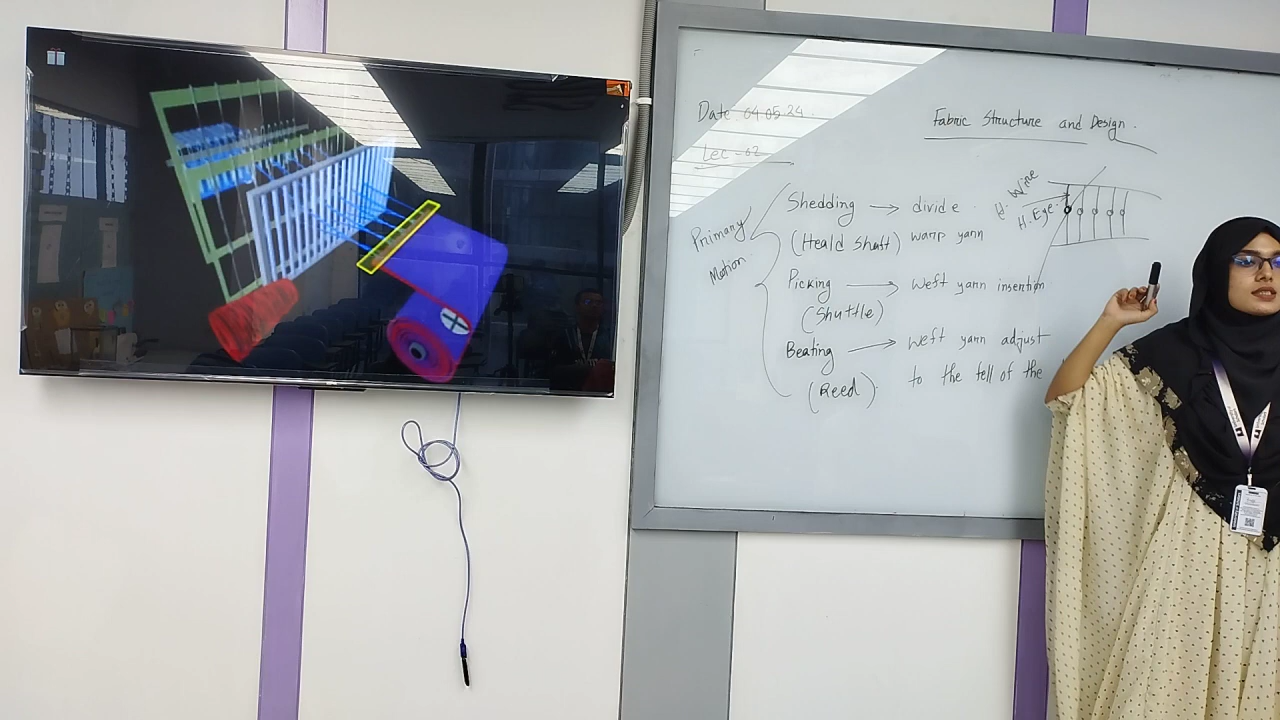 Date 04.05.24
Fabric Structure and Design.
Lec-02
Primary
Motion
Shedding → divide
(Heald Shaft) warp yarn
Picking → weft yarn insertion
(Shuttle)
Beating → weft yarn adjust
(Reed) to the tell of the
H. Wire
H. Eye